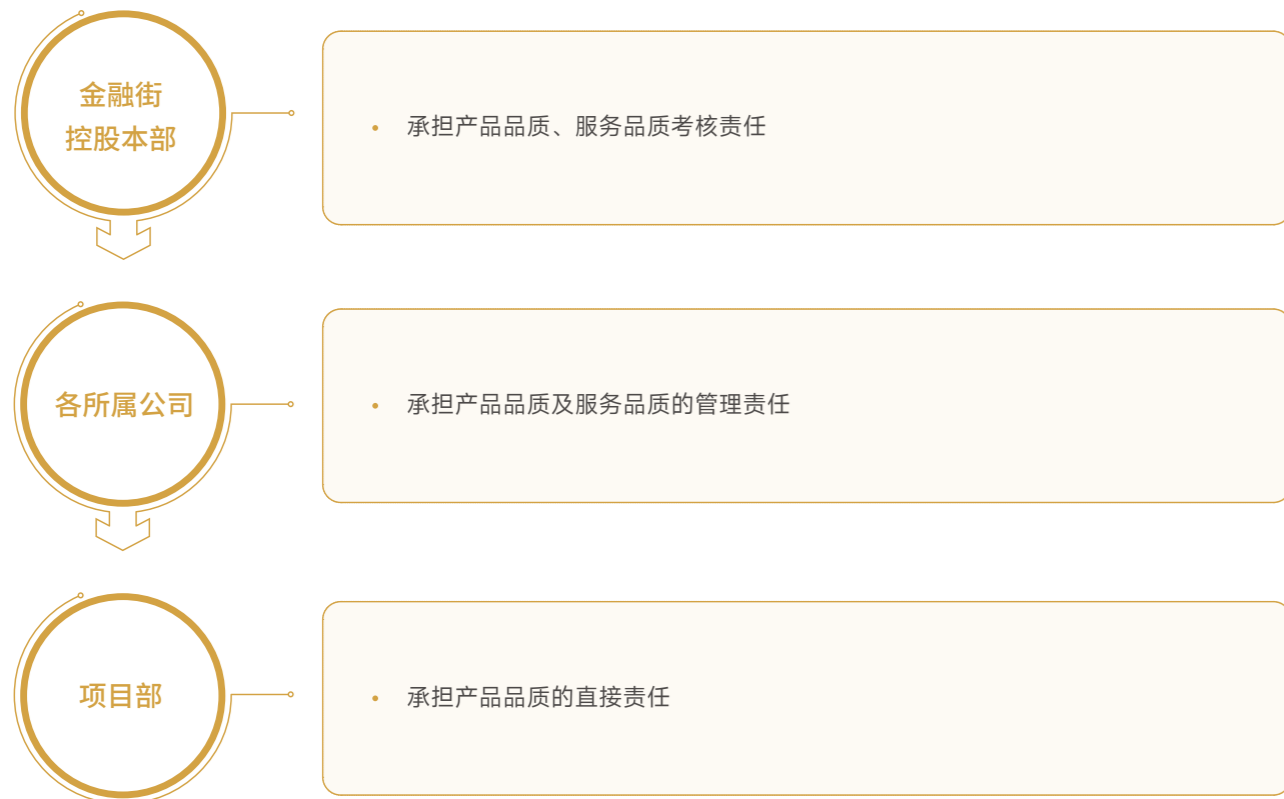 金融街
控股本部
• 承担产品品质、服务品质考核责任
各所属公司
• 承担产品品质及服务品质的管理责任
项目部
• 承担产品品质的直接责任